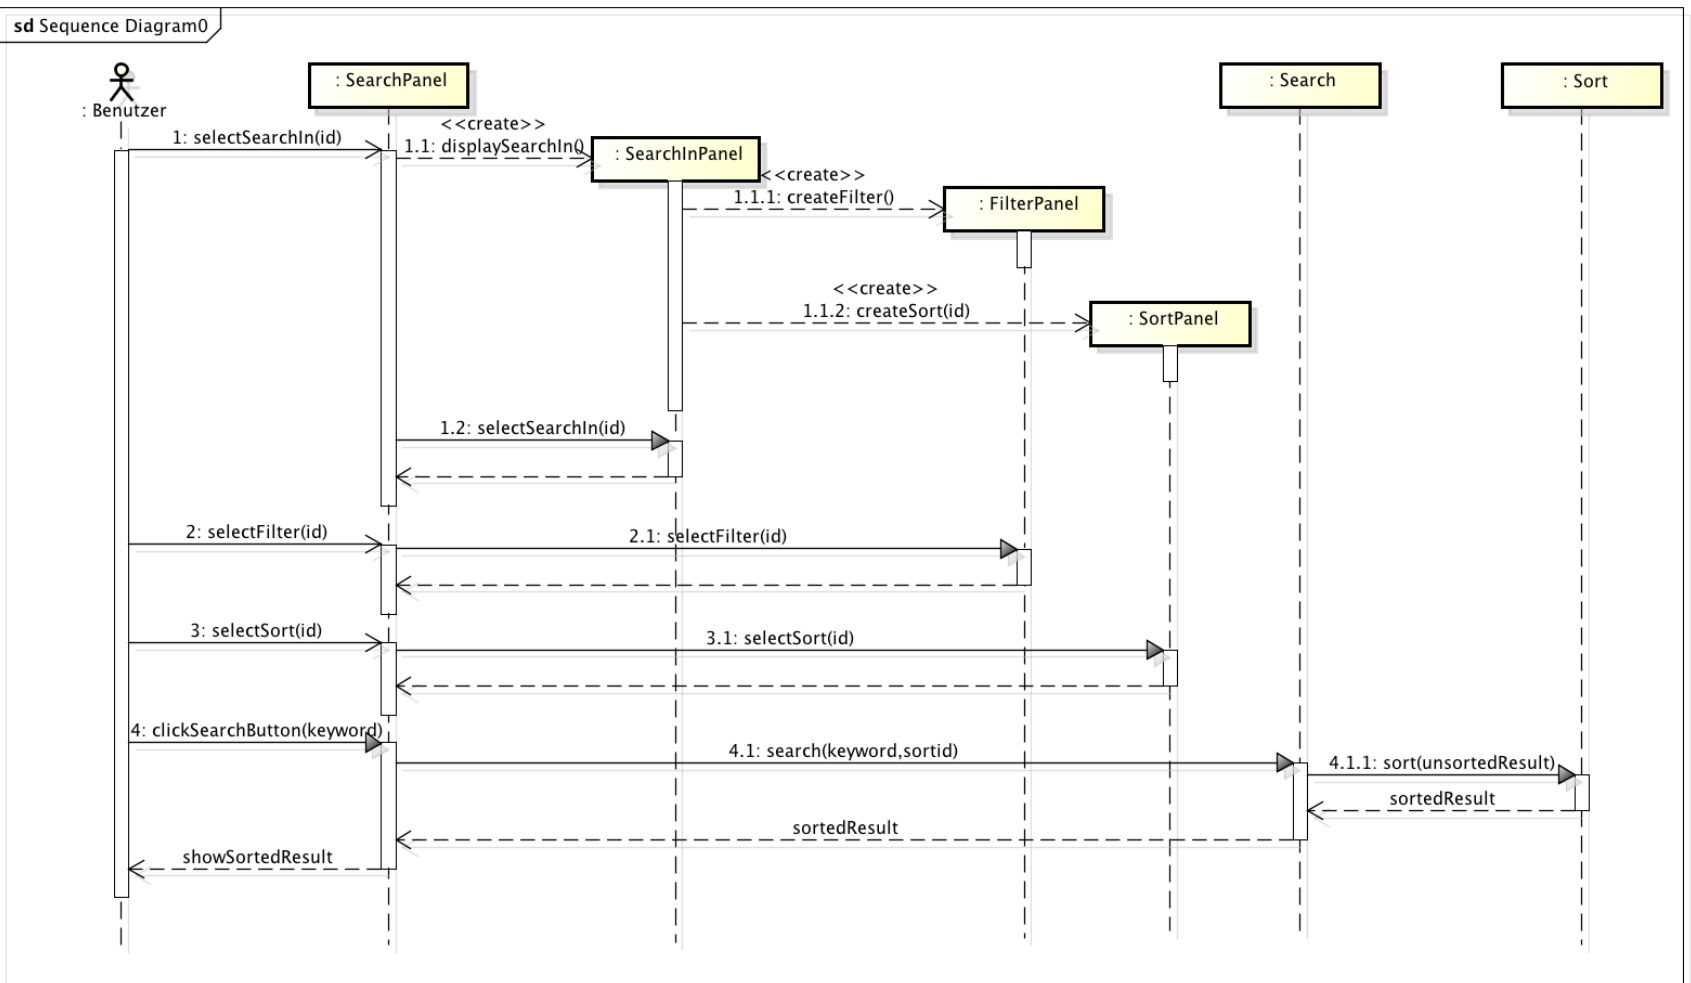 sd Sequence Diagram0
: Benutzer
: SearchPanel
: Search
: Sort
1: selectSearchIn(id)
<<create>>
1.1: displaySearchIn()
: SearchInPanel
<<create>>
1.1.1: createFilter()
: FilterPanel
<<create>>
1.1.2: createSort(id)
: SortPanel
1.2: selectSearchIn(id)
2: selectFilter(id)
2.1: selectFilter(id)
3: selectSort(id)
3.1: selectSort(id)
4: clickSearchButton(keyword)
4.1: search(keyword,sortid)
4.1.1: sort(unsortedResult)
sortedResult
sortedResult
showSortedResult